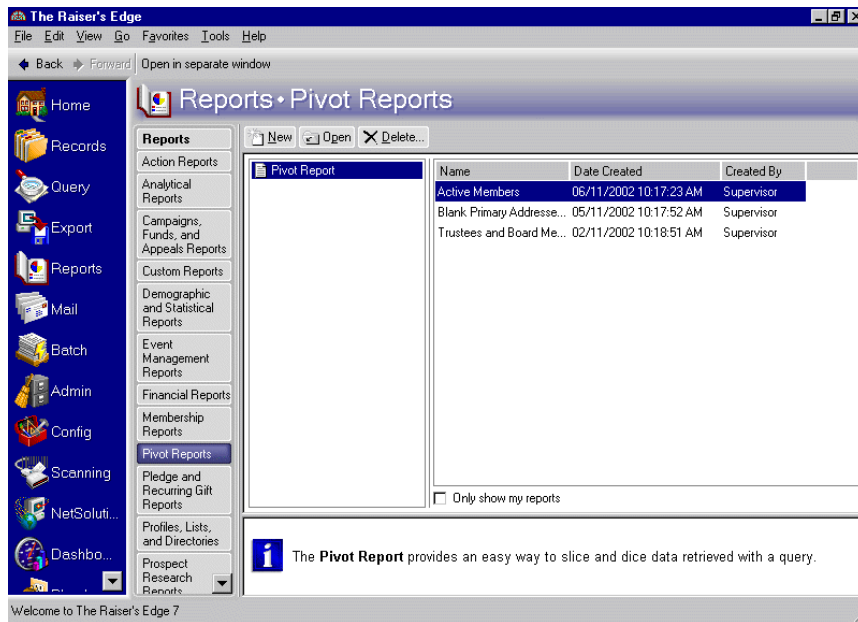 The Raiser's Edge
File Edit View Go Favorites Tools Help
Back Forward Open in separate window
Reports • Pivot Reports
Home
Records
Query
Export
Reports
Mail
Batch
Admin
Config
Scanning
NetSoluti...
Dashbo...
Reports
Action Reports
Analytical
Reports
Campaigns,
Funds, and
Appeals Reports
Custom Reports
Demographic
and Statistical
Reports
Event
Management
Reports
Financial Reports
Membership
Reports
Pivot Reports
Pledge and
Recurring Gift
Reports
Profiles, Lists,
and Directories
Prospect
Research
Reports
New Open Delete...
Pivot Report
Name Date Created Created By
Active Members 06/11/2002 10:17:23 AM Supervisor
Blank Primary Addresse... 05/11/2002 10:17:52 AM Supervisor
Trustees and Board Me... 02/11/2002 10:18:51 AM Supervisor
Only show my reports
The Pivot Report provides an easy way to slice and dice data retrieved with a query.
Welcome to The Raiser's Edge 7